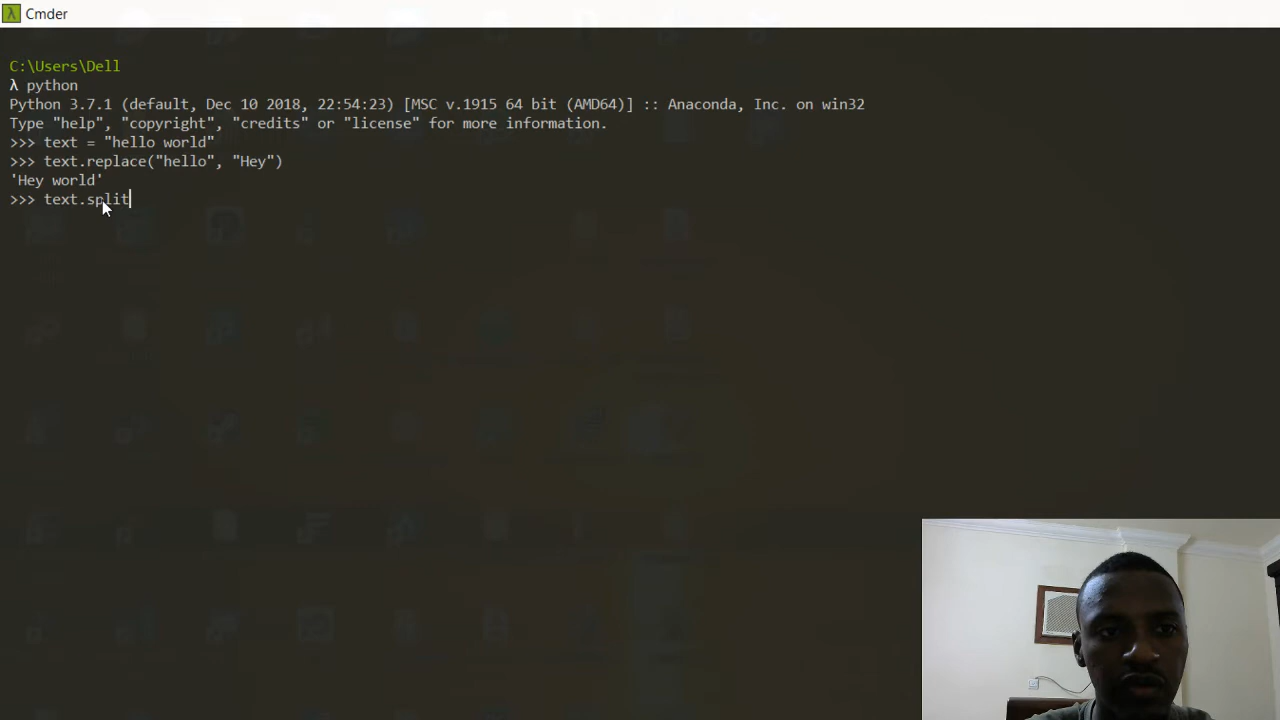 λ Cmder
C:\Users\Dell
λ python
Python 3.7.1 (default, Dec 10 2018, 22:54:23) [MSC v.1915 64 bit (AMD64)] :: Anaconda, Inc. on win32
Type "help", "copyright", "credits" or "license" for more information.
>>> text = "hello world"
>>> text.replace("hello", "Hey")
'Hey world'
>>> text.split